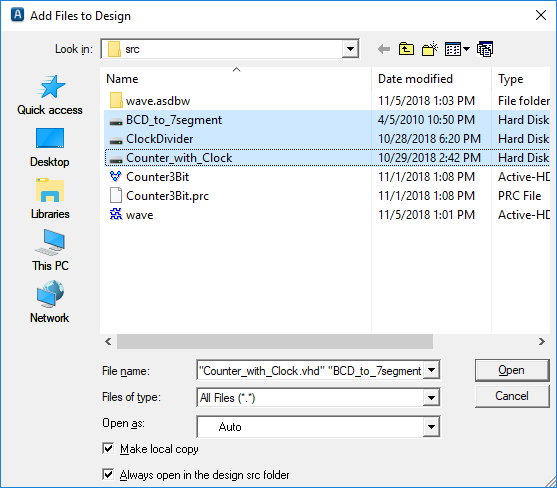 Add Files to Design
Look in: src
Name Date modified Type
wave.asdbw 11/5/2018 1:03 PM File folder
BCD_to_7segment 4/5/2010 10:50 PM Hard Disk
ClockDivider 10/28/2018 6:20 PM Hard Disk
Counter_with_Clock 10/29/2018 2:42 PM Hard Disk
Counter3Bit 11/1/2018 1:08 PM Active-HD
Counter3Bit.prc 11/1/2018 1:08 PM PRC File
wave 11/5/2018 1:01 PM Active-HD
Quick access
Desktop
Libraries
This PC
Network
File name: "Counter_with_Clock.vhd" "BCD_to_7segment Open
Files of type: All Files (*.*) Cancel
Open as: Auto
Make local copy
Always open in the design src folder